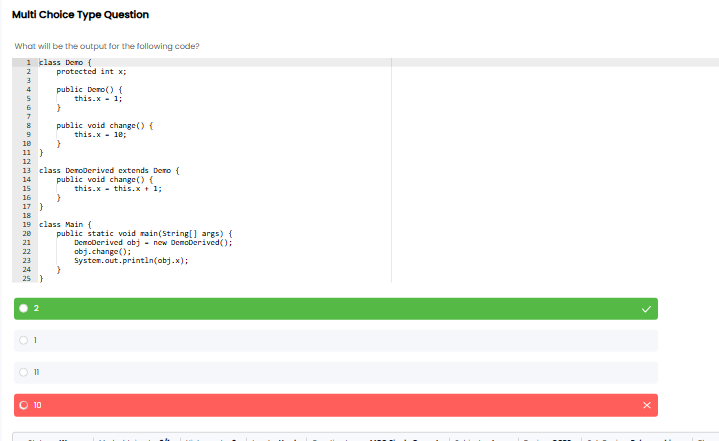 Multi Choice Type Question
What will be the output for the following code?
1 class Demo {
2 protected int x;
3
4 public Demo() {
5 this.x = 1;
6 }
7
8 public void change() {
9 this.x = 10;
10 }
11 }
12
13 class DemoDerived extends Demo {
14 public void change() {
15 this.x = this.x + 1;
16 }
17 }
18
19 class Main {
20 public static void main(String[] args) {
21 DemoDerived obj = new DemoDerived();
22 obj.change();
23 System.out.println(obj.x);
24 }
25 }
2
1
11
10